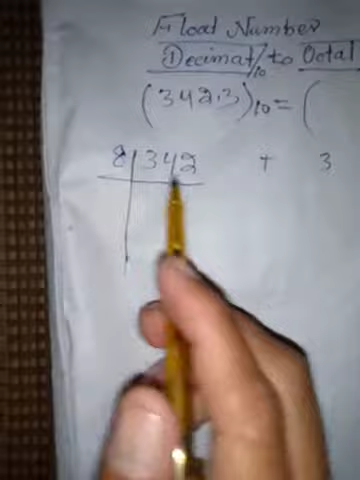 Float Number
① Decimal/10 to Octal
(342.3)10 = (
8 342 + 3